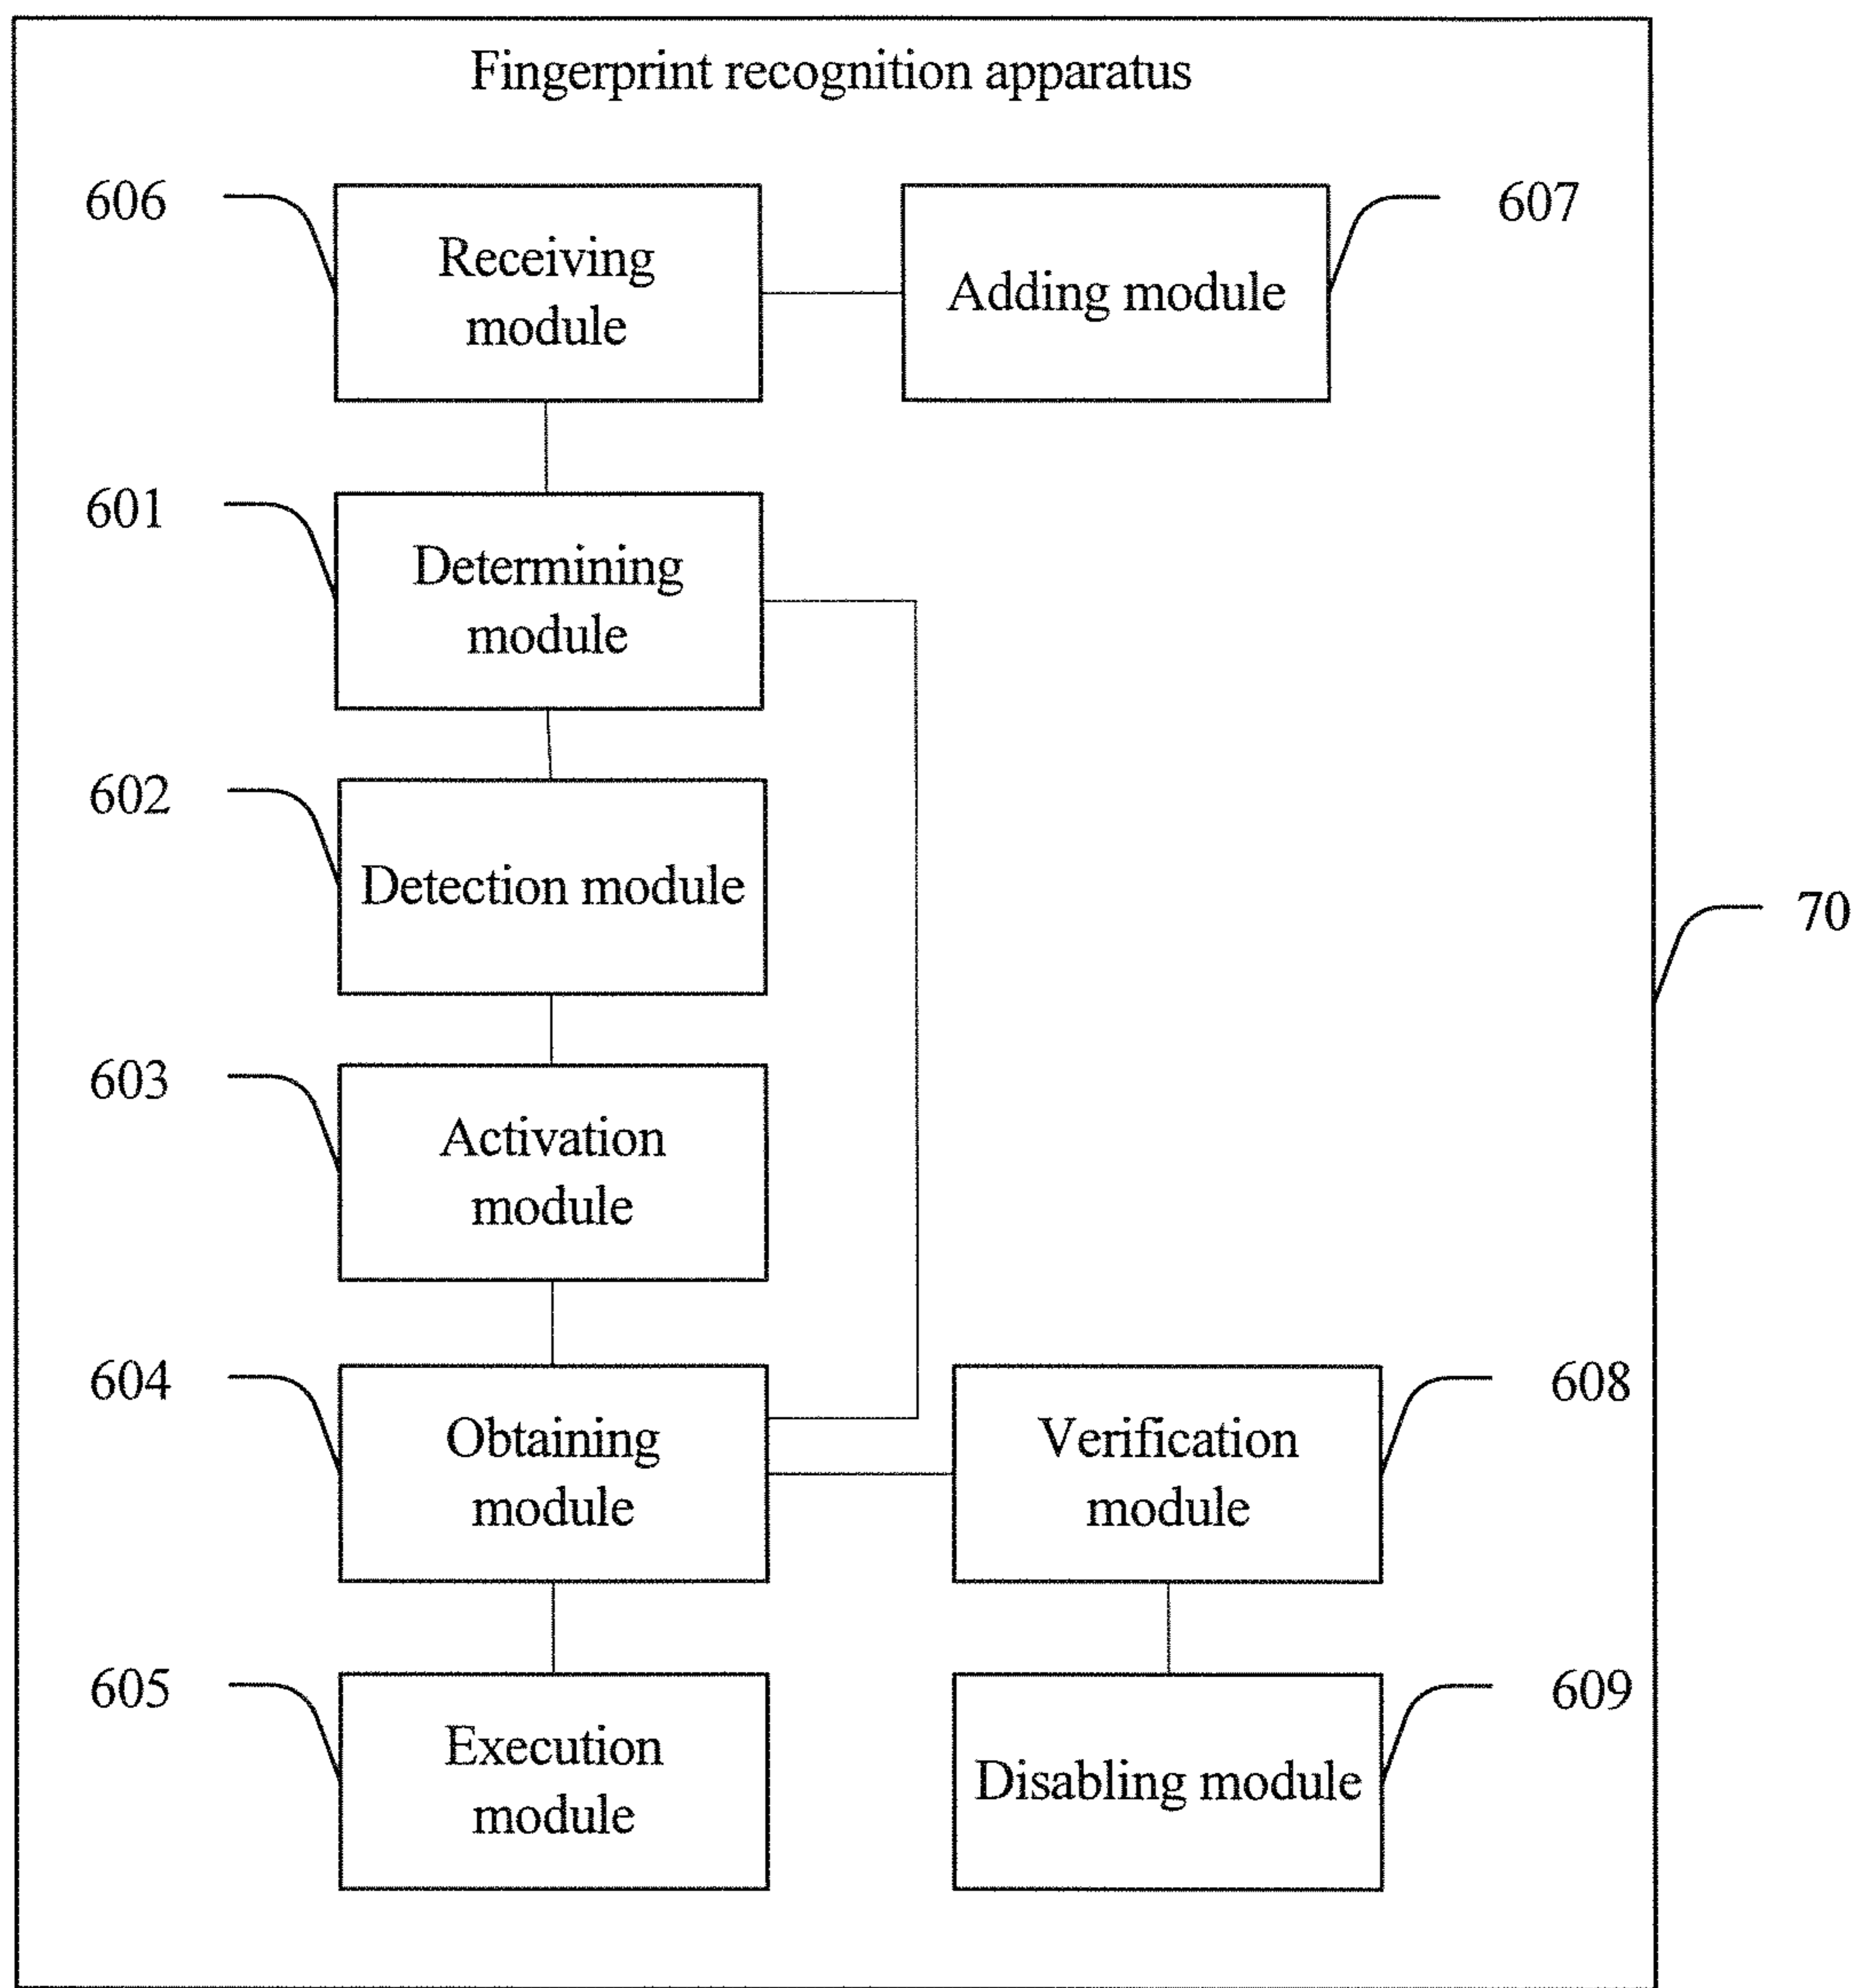 Fingerprint recognition apparatus
606
Receiving
module
Adding module
607
601
Determining
module
602
Detection module
70
603
Activation
module
604
Obtaining
module
Verification
module
608
605
Execution
module
Disabling module
609